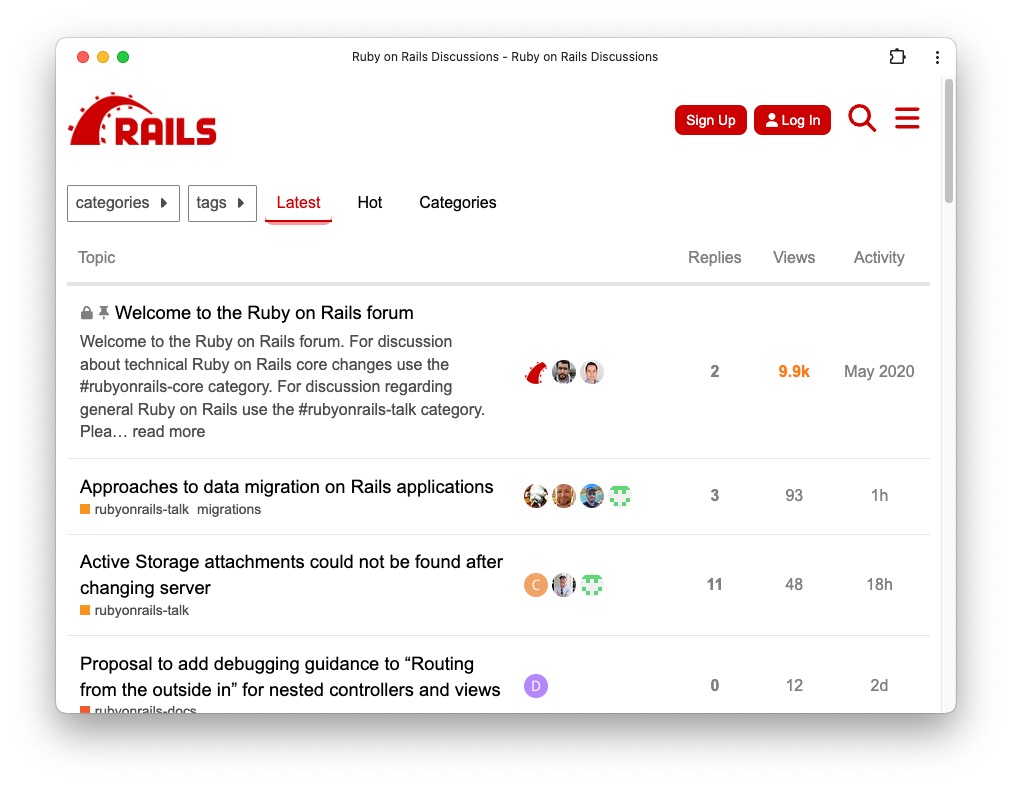 Ruby on Rails Discussions - Ruby on Rails Discussions
RAILS
Sign Up
Log In
categories
tags
Latest
Hot
Categories
Topic
Replies
Views
Activity
Welcome to the Ruby on Rails forum
Welcome to the Ruby on Rails forum. For discussion
about technical Ruby on Rails core changes use the
#rubyonrails-core category. For discussion regarding
general Ruby on Rails use the #rubyonrails-talk category.
Plea… read more
2
9.9k
May 2020
Approaches to data migration on Rails applications
rubyonrails-talk migrations
3
93
1h
Active Storage attachments could not be found after
changing server
rubyonrails-talk
C
11
48
18h
Proposal to add debugging guidance to “Routing
from the outside in” for nested controllers and views
rubyonrails-docs
D
0
12
2d